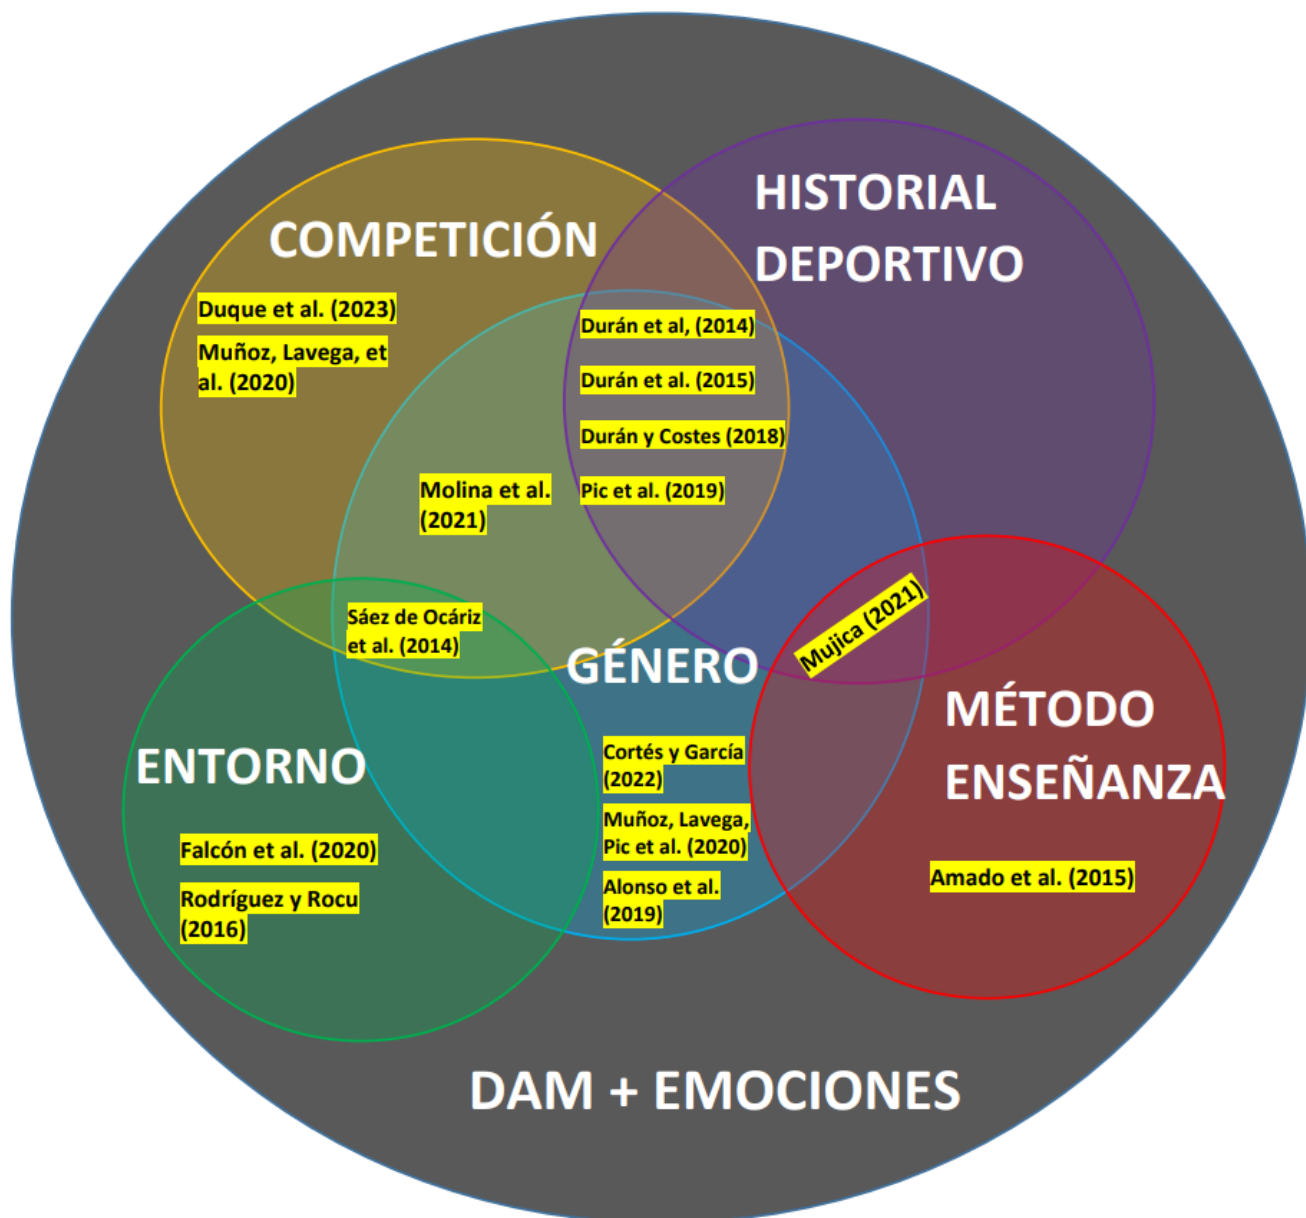 HISTORIAL
DEPORTIVO
COMPETICIÓN
Duque et al. (2023)
Muñoz, Lavega, et
al. (2020)
Durán et al, (2014)
Durán et al. (2015)
Durán y Costes (2018)
Pic et al. (2019)
Molina et al.
(2021)
Sáez de Ocáriz
et al. (2014)
GÉNERO
Mujica (2021)
MÉTODO
ENSEÑANZA
ENTORNO
Cortés y García
(2022)
Muñoz, Lavega,
Pic et al. (2020)
Alonso et al.
(2019)
Falcón et al. (2020)
Rodríguez y Rocu
(2016)
Amado et al. (2015)
DAM + EMOCIONES